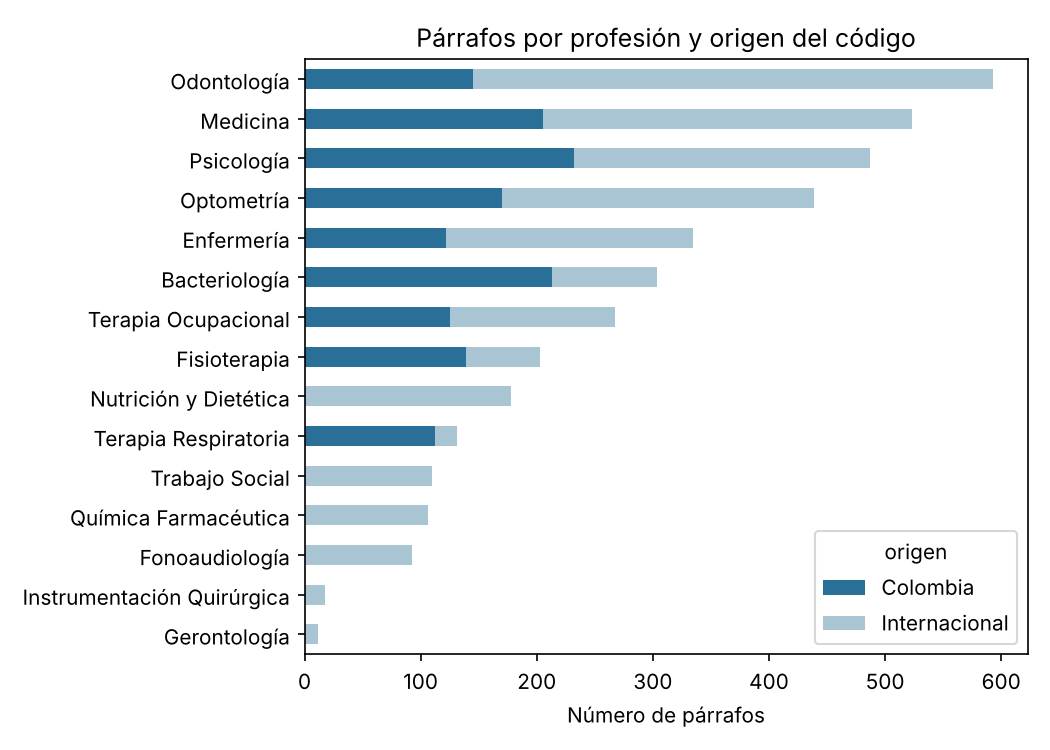 Párrafos por profesión y origen del código
Odontología
Medicina
Psicología
Optometría
Enfermería
Bacteriología
Terapia Ocupacional
Fisioterapia
Nutrición y Dietética
Terapia Respiratoria
Trabajo Social
Química Farmacéutica
Fonoaudiología
Instrumentación Quirúrgica
Gerontología
origen
Colombia
Internacional
0 100 200 300 400 500 600
Número de párrafos